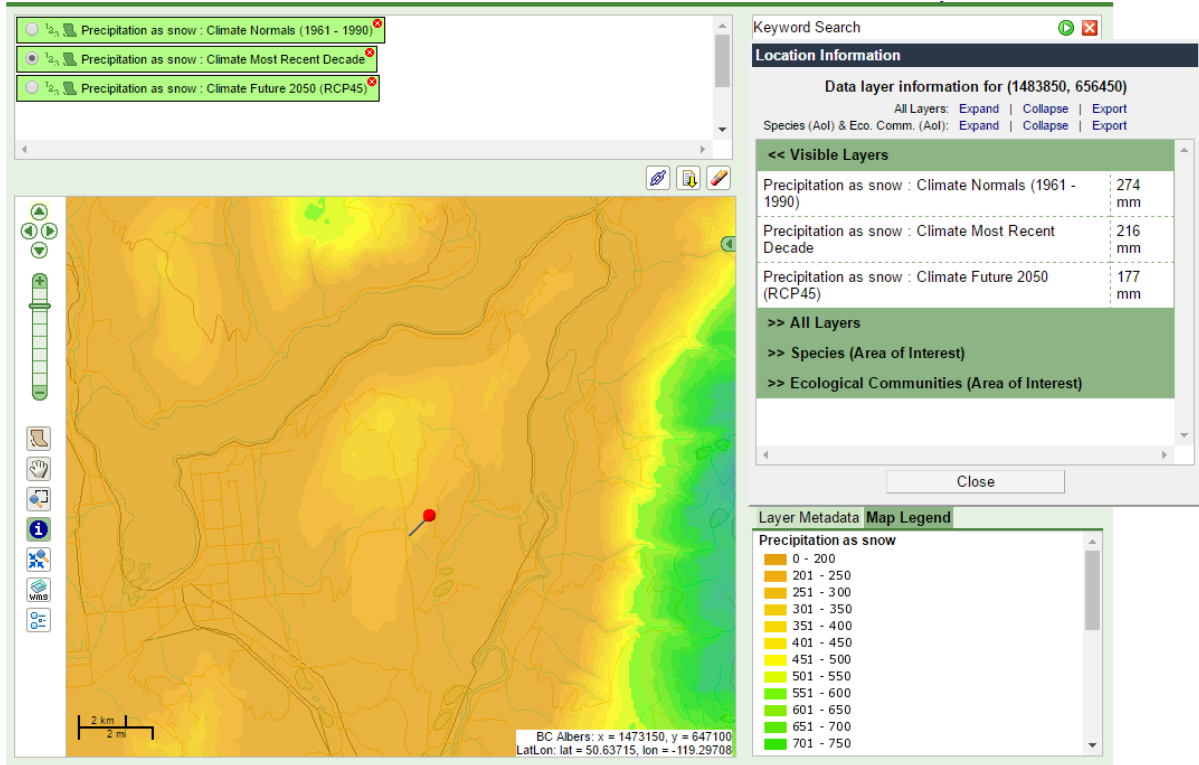 Precipitation as snow : Climate Normals (1961 - 1990)
Precipitation as snow : Climate Most Recent Decade
Precipitation as snow : Climate Future 2050 (RCP45)
Keyword Search
Location Information
Data layer information for (1483850, 656450)
All Layers: Expand | Collapse | Export
Species (AoI) & Eco. Comm. (AoI): Expand | Collapse | Export
<< Visible Layers
Precipitation as snow : Climate Normals (1961 - 1990) 274 mm
Precipitation as snow : Climate Most Recent Decade 216 mm
Precipitation as snow : Climate Future 2050 (RCP45) 177 mm
>> All Layers
>> Species (Area of Interest)
>> Ecological Communities (Area of Interest)
Close
wms
2 km
2 mi
BC Albers: x = 1473150, y = 647100
LatLon: lat = 50.63715, lon = -119.29708
Layer Metadata Map Legend
Precipitation as snow
0 - 200
201 - 250
251 - 300
301 - 350
351 - 400
401 - 450
451 - 500
501 - 550
551 - 600
601 - 650
651 - 700
701 - 750